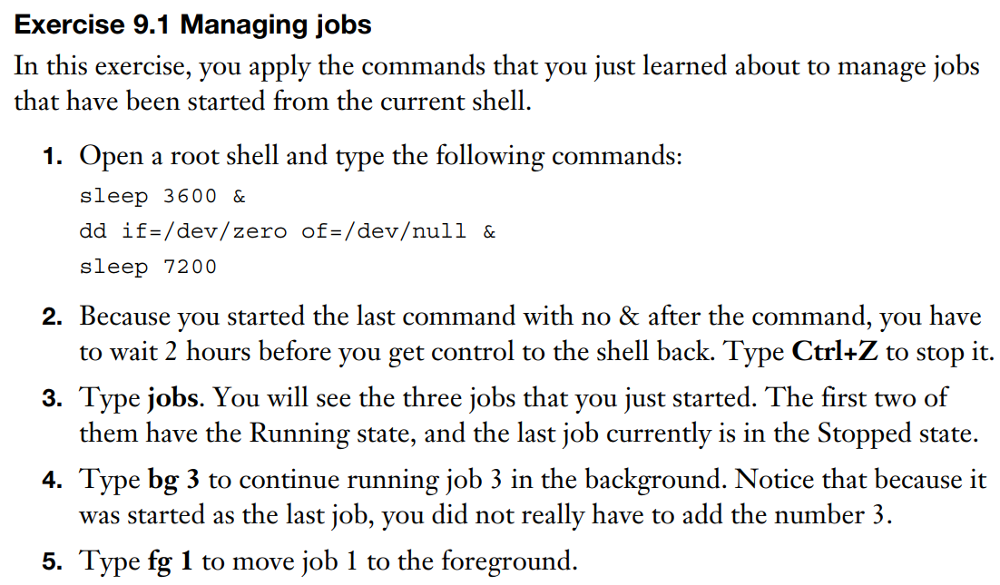 Exercise 9.1 Managing jobs
In this exercise, you apply the commands that you just learned about to manage jobs
that have been started from the current shell.
1. Open a root shell and type the following commands:
sleep 3600 &
dd if=/dev/zero of=/dev/null &
sleep 7200
2. Because you started the last command with no & after the command, you have
to wait 2 hours before you get control to the shell back. Type Ctrl+Z to stop it.
3. Type jobs. You will see the three jobs that you just started. The first two of
them have the Running state, and the last job currently is in the Stopped state.
4. Type bg 3 to continue running job 3 in the background. Notice that because it
was started as the last job, you did not really have to add the number 3.
5. Type fg 1 to move job 1 to the foreground.